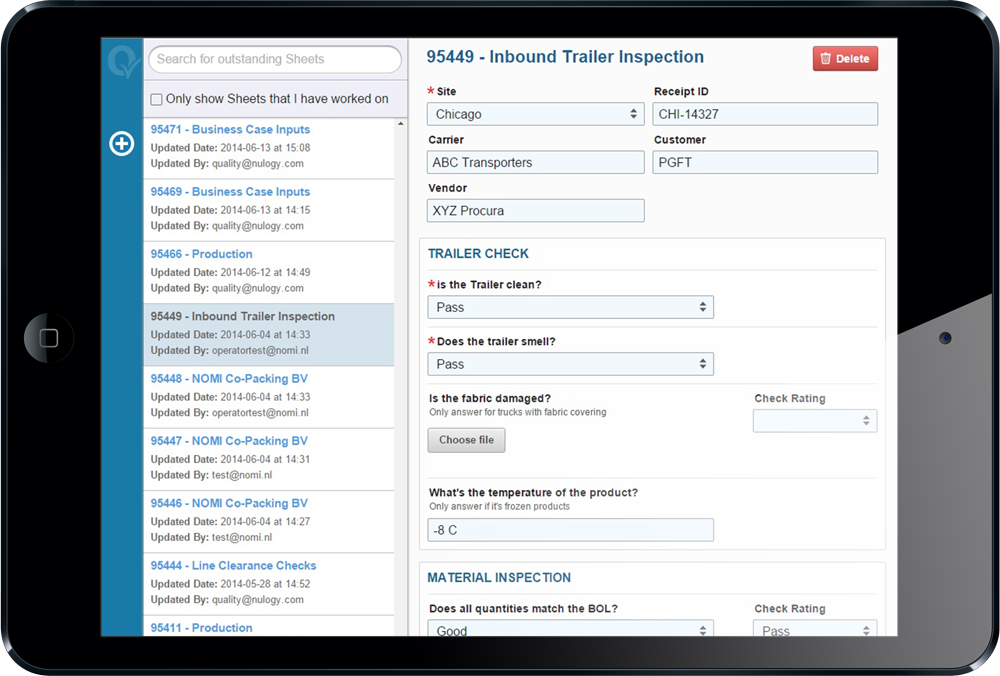 Search for outstanding Sheets
Only show Sheets that I have worked on
95471 - Business Case Inputs
Updated Date: 2014-06-13 at 15:08
Updated By: quality@nulogy.com
95469 - Business Case Inputs
Updated Date: 2014-06-13 at 14:15
Updated By: quality@nulogy.com
95466 - Production
Updated Date: 2014-06-12 at 14:49
Updated By: quality@nulogy.com
95449 - Inbound Trailer Inspection
Updated Date: 2014-06-04 at 14:33
Updated By: operatortest@nomi.nl
95448 - NOMI Co-Packing BV
Updated Date: 2014-06-04 at 14:33
Updated By: operatortest@nomi.nl
95447 - NOMI Co-Packing BV
Updated Date: 2014-06-04 at 14:31
Updated By: test@nomi.nl
95446 - NOMI Co-Packing BV
Updated Date: 2014-06-04 at 14:27
Updated By: test@nomi.nl
95444 - Line Clearance Checks
Updated Date: 2014-05-28 at 14:52
Updated By: quality@nulogy.com
95411 - Production
95449 - Inbound Trailer Inspection
Delete
* Site
Receipt ID
Chicago
CHI-14327
Carrier
Customer
ABC Transporters
PGFT
Vendor
XYZ Procura
TRAILER CHECK
* is the Trailer clean?
Pass
* Does the trailer smell?
Pass
Is the fabric damaged?
Check Rating
Only answer for trucks with fabric covering
Choose file
What's the temperature of the product?
Only answer if it's frozen products
-8 C
MATERIAL INSPECTION
Does all quantities match the BOL?
Check Rating
Good
Pass